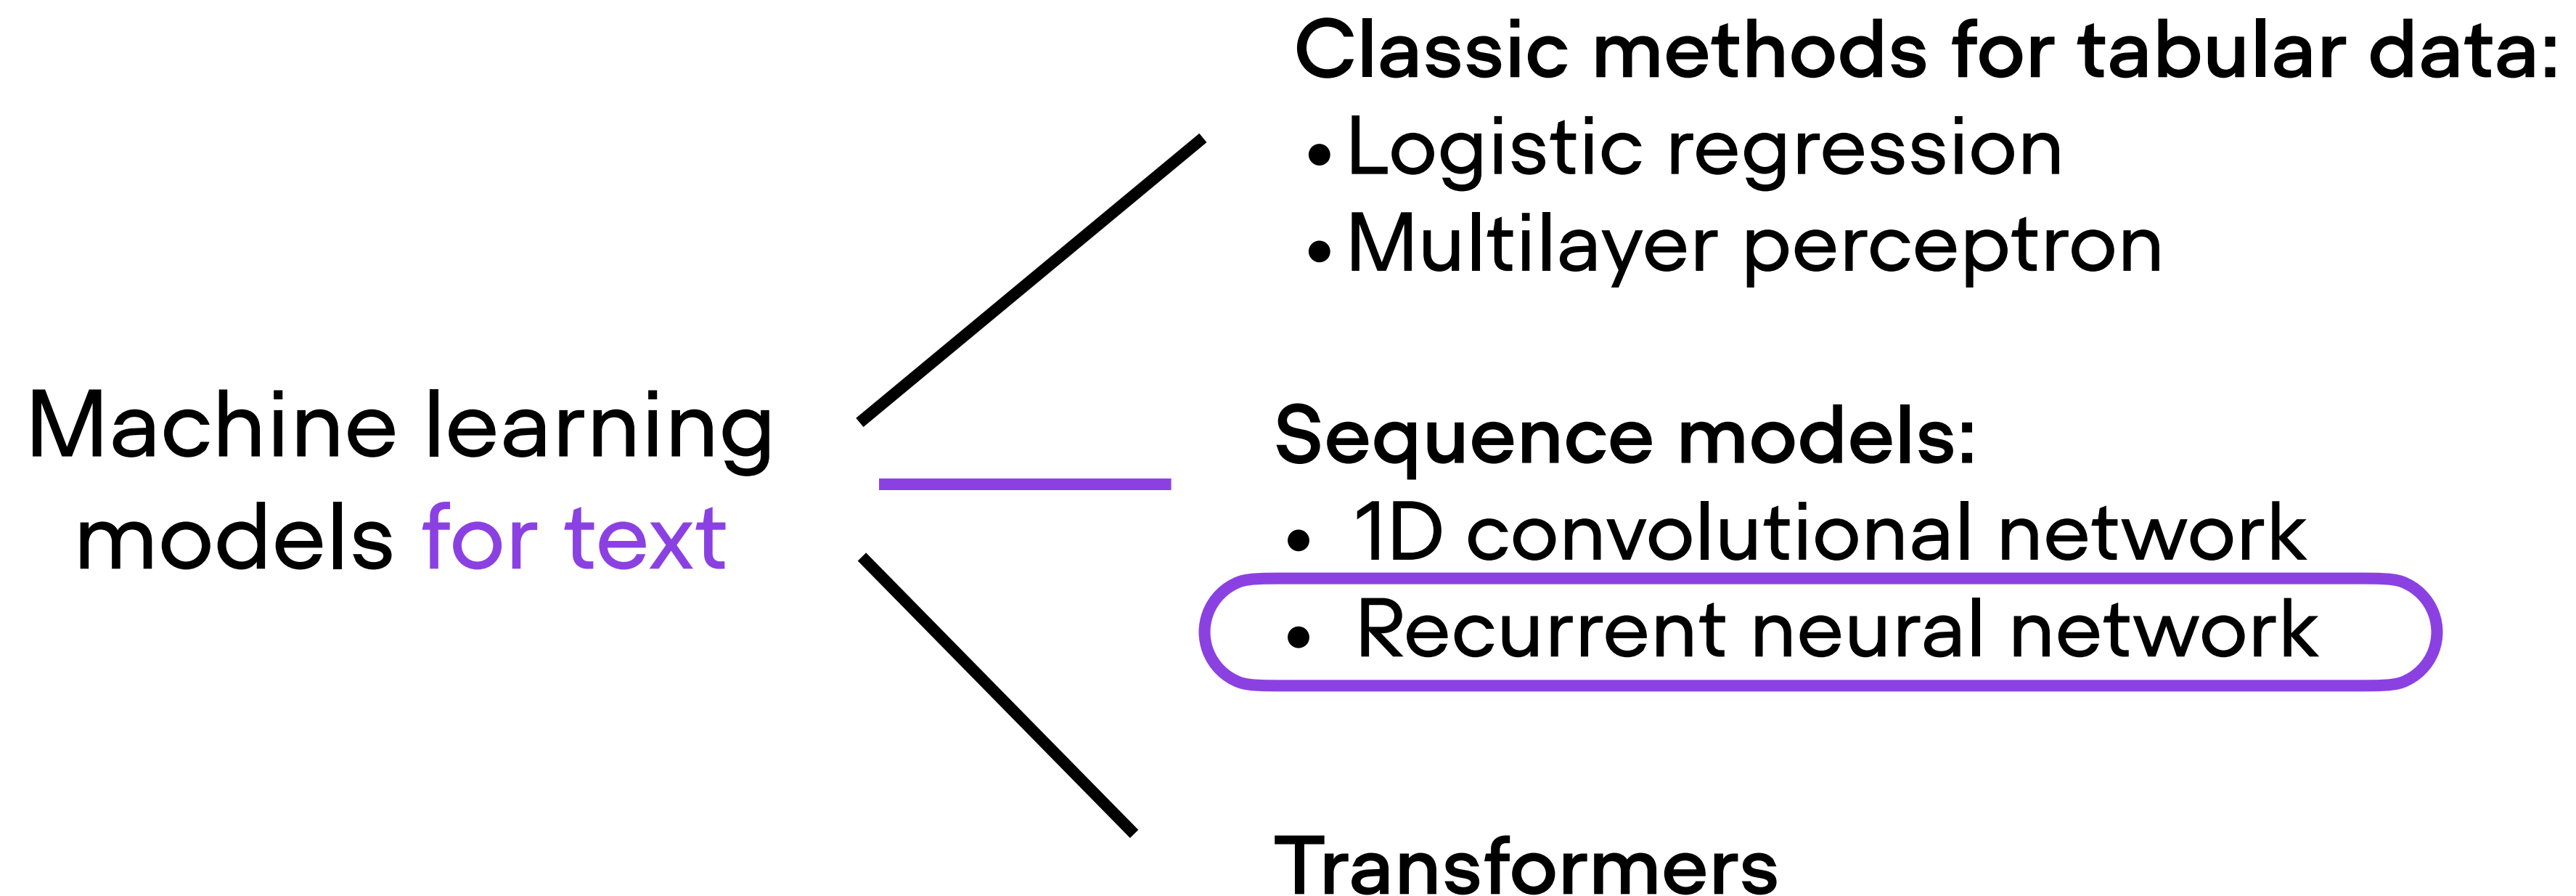 Machine learning
models for text
Classic methods for tabular data:
• Logistic regression
• Multilayer perceptron
Sequence models:
• 1D convolutional network
• Recurrent neural network
Transformers